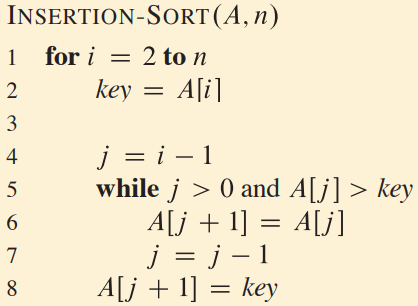 INSERTION-SORT(A, n)
1 for i = 2 to n
2 key = A[i]
3
4 j = i – 1
5 while j > 0 and A[j] > key
6 A[j + 1] = A[j]
7 j = j – 1
8 A[j + 1] = key